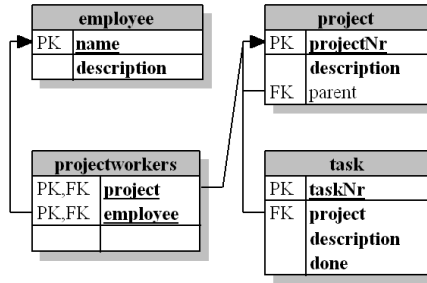 employee
PK name
description
project
PK projectNr
description
FK parent
projectworkers
PK,FK project
PK,FK employee
task
PK taskNr
FK project
description
done